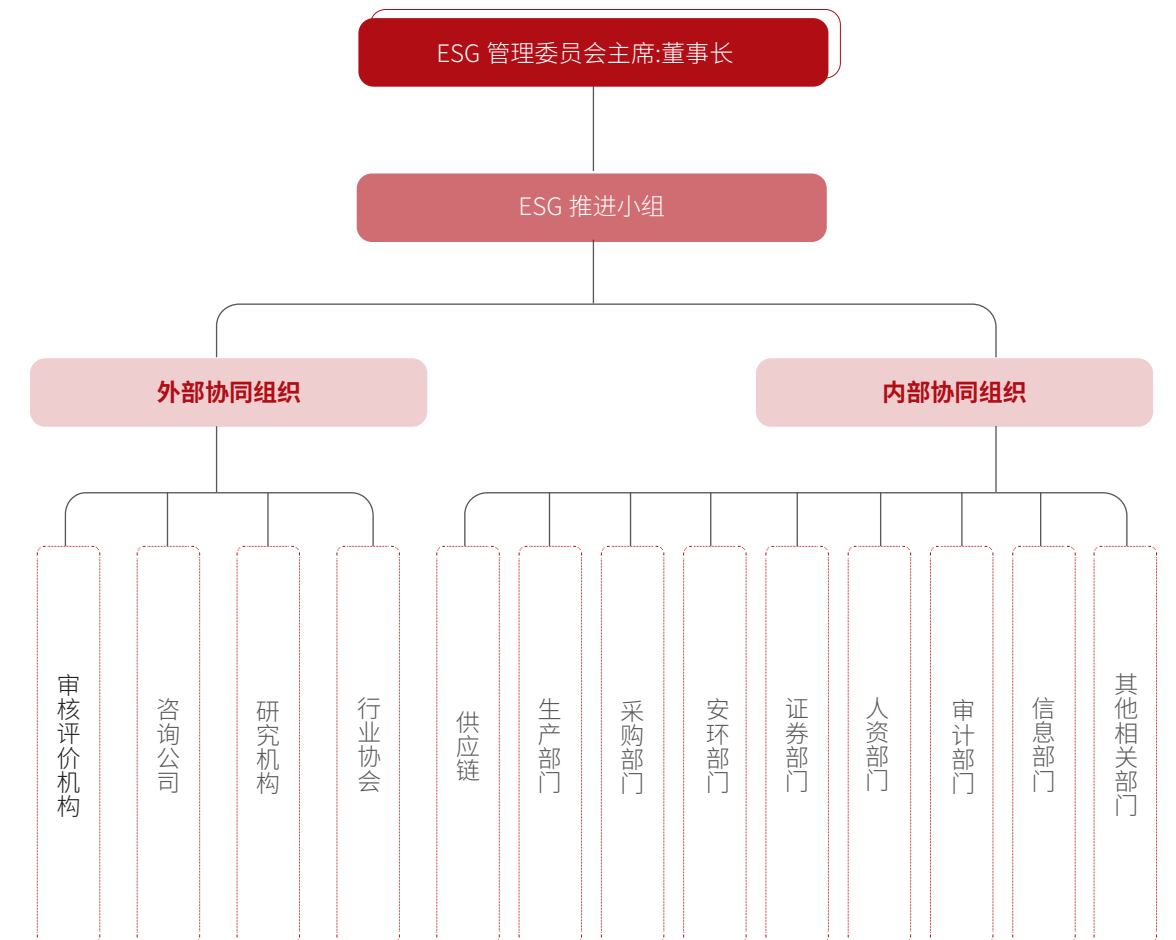 ESG 管理委员会主席:董事长
ESG 推进小组
外部协同组织
内部协同组织
审核评价机构
咨询公司
研究机构
行业协会
供应链
生产部门
采购部门
安环部门
证券部门
人资部门
审计部门
信息部门
其他相关部门